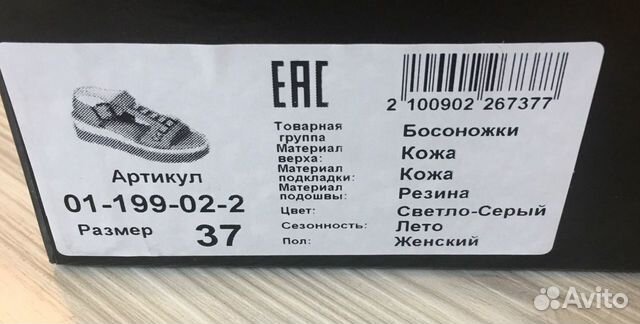 Артикул
01-199-02-2
Размер 37
EAC
2 100902 267377
Товарная группа Босоножки
Материал верха: Кожа
Материал подкладки: Кожа
Материал подошвы: Резина
Цвет: Светло-Серый
Сезонность: Лето
Пол: Женский
Avito